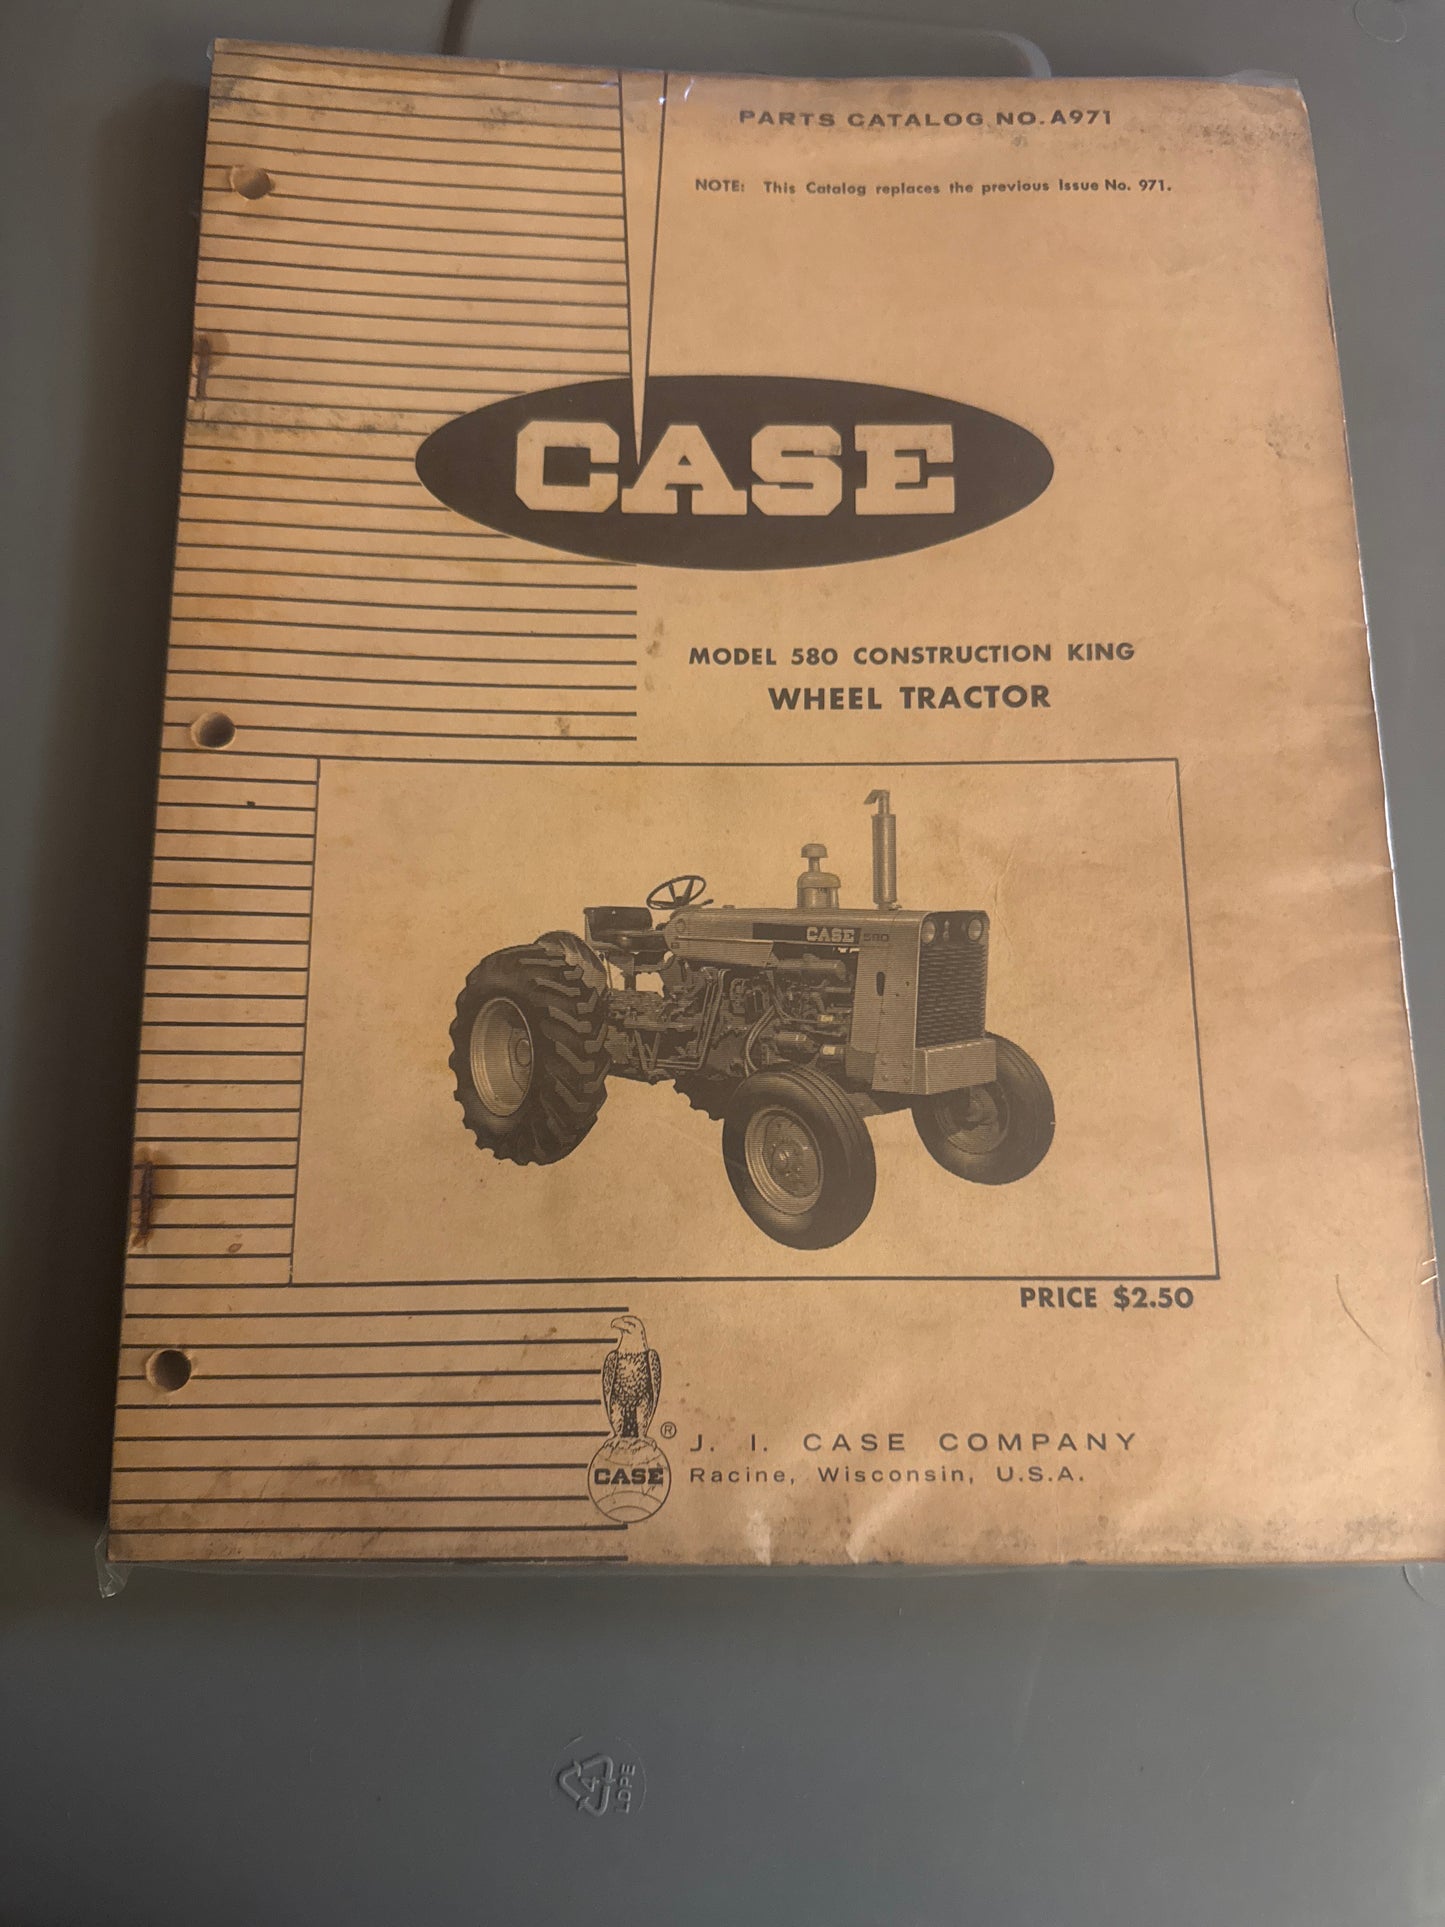 PARTS CATALOG NO. A971
NOTE: This Catalog replaces the previous Issue No. 971.
CASE
MODEL 580 CONSTRUCTION KING
WHEEL TRACTOR
CASE 580
PRICE $2.50
®
CASE
J. I. CASE COMPANY
Racine, Wisconsin, U.S.A.
4
LDPE